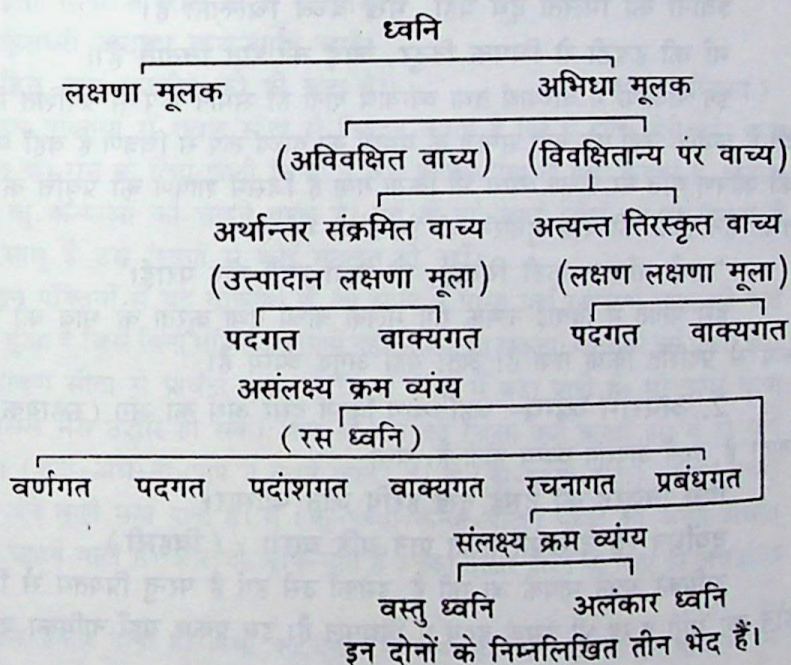 ध्वनि
लक्षणा मूलक अभिधा मूलक
(अविवक्षित वाच्य) (विवक्षितान्य पर वाच्य)
अर्थान्तर संक्रमित वाच्य अत्यन्त तिरस्कृत वाच्य
(उत्पादान लक्षणा मूला) (लक्षण लक्षणा मूला)
पदगत वाक्यगत पदगत वाक्यगत
असंलक्ष्य क्रम व्यंग्य
(रस ध्वनि)
वर्णगत पदगत पदांशगत वाक्यगत रचनागत प्रबंधगत
संलक्ष्य क्रम व्यंग्य
वस्तु ध्वनि अलंकार ध्वनि
इन दोनों के निम्नलिखित तीन भेद हैं।